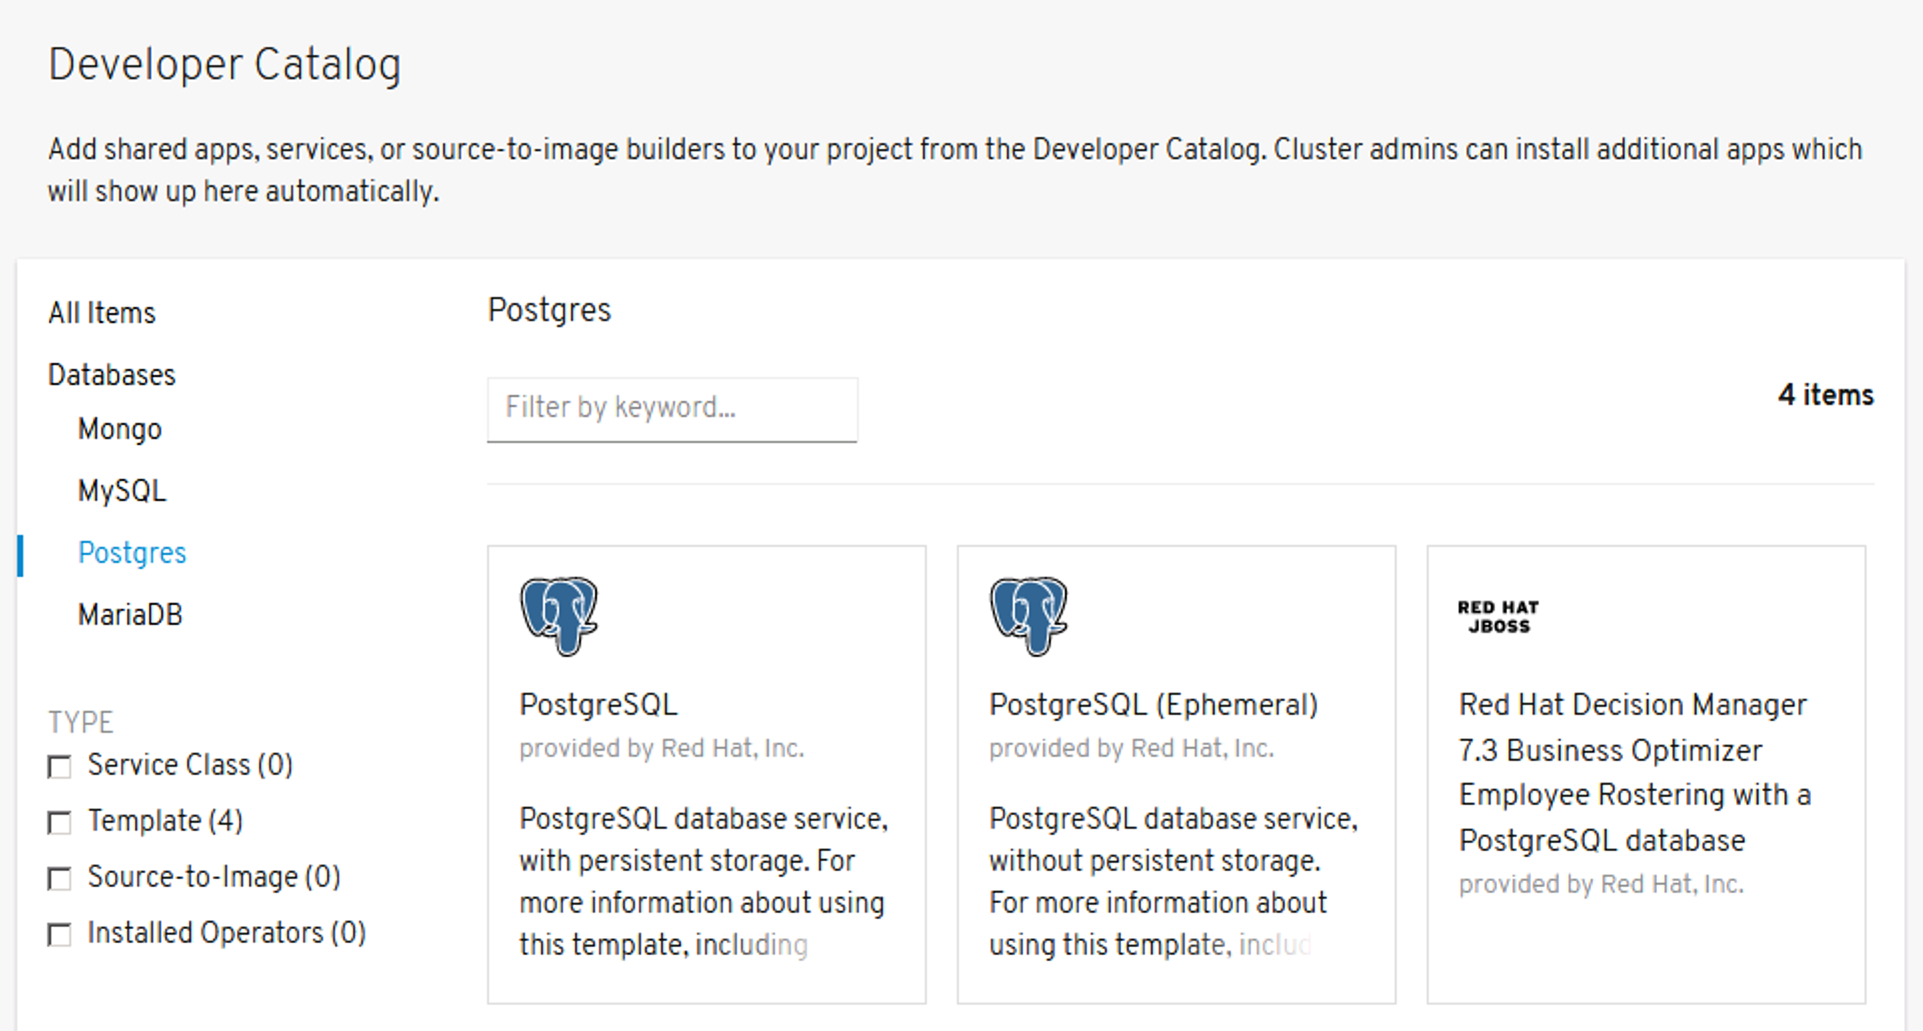 Developer Catalog
Add shared apps, services, or source-to-image builders to your project from the Developer Catalog. Cluster admins can install additional apps which
will show up here automatically.
All Items
Databases
Mongo
MySQL
Postgres
MariaDB
TYPE
Service Class (0)
Template (4)
Source-to-Image (0)
Installed Operators (0)
Postgres
Filter by keyword...
4 items
PostgreSQL
provided by Red Hat, Inc.
PostgreSQL database service,
with persistent storage. For
more information about using
this template, including
PostgreSQL (Ephemeral)
provided by Red Hat, Inc.
PostgreSQL database service,
without persistent storage.
For more information about
using this template, includ
RED HAT
JBOSS
Red Hat Decision Manager
7.3 Business Optimizer
Employee Rostering with a
PostgreSQL database
provided by Red Hat, Inc.